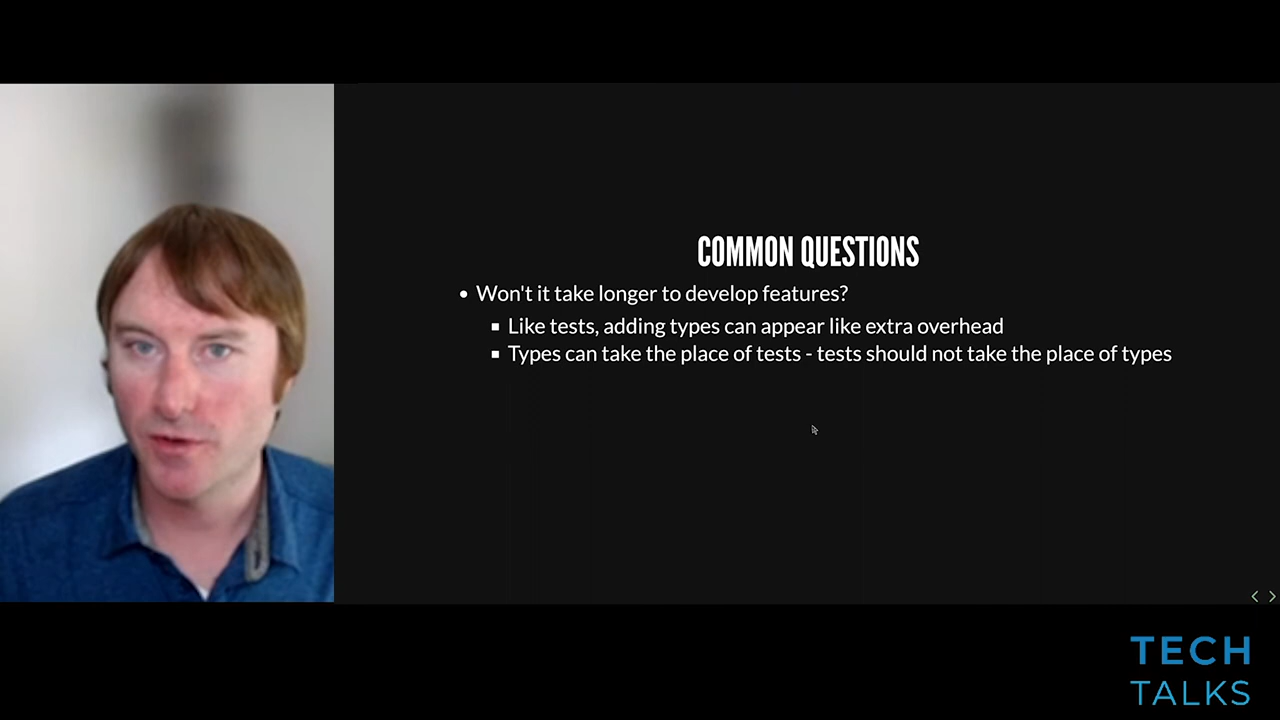 COMMON QUESTIONS
Won't it take longer to develop features?
Like tests, adding types can appear like extra overhead
Types can take the place of tests - tests should not take the place of types
TECH
TALKS